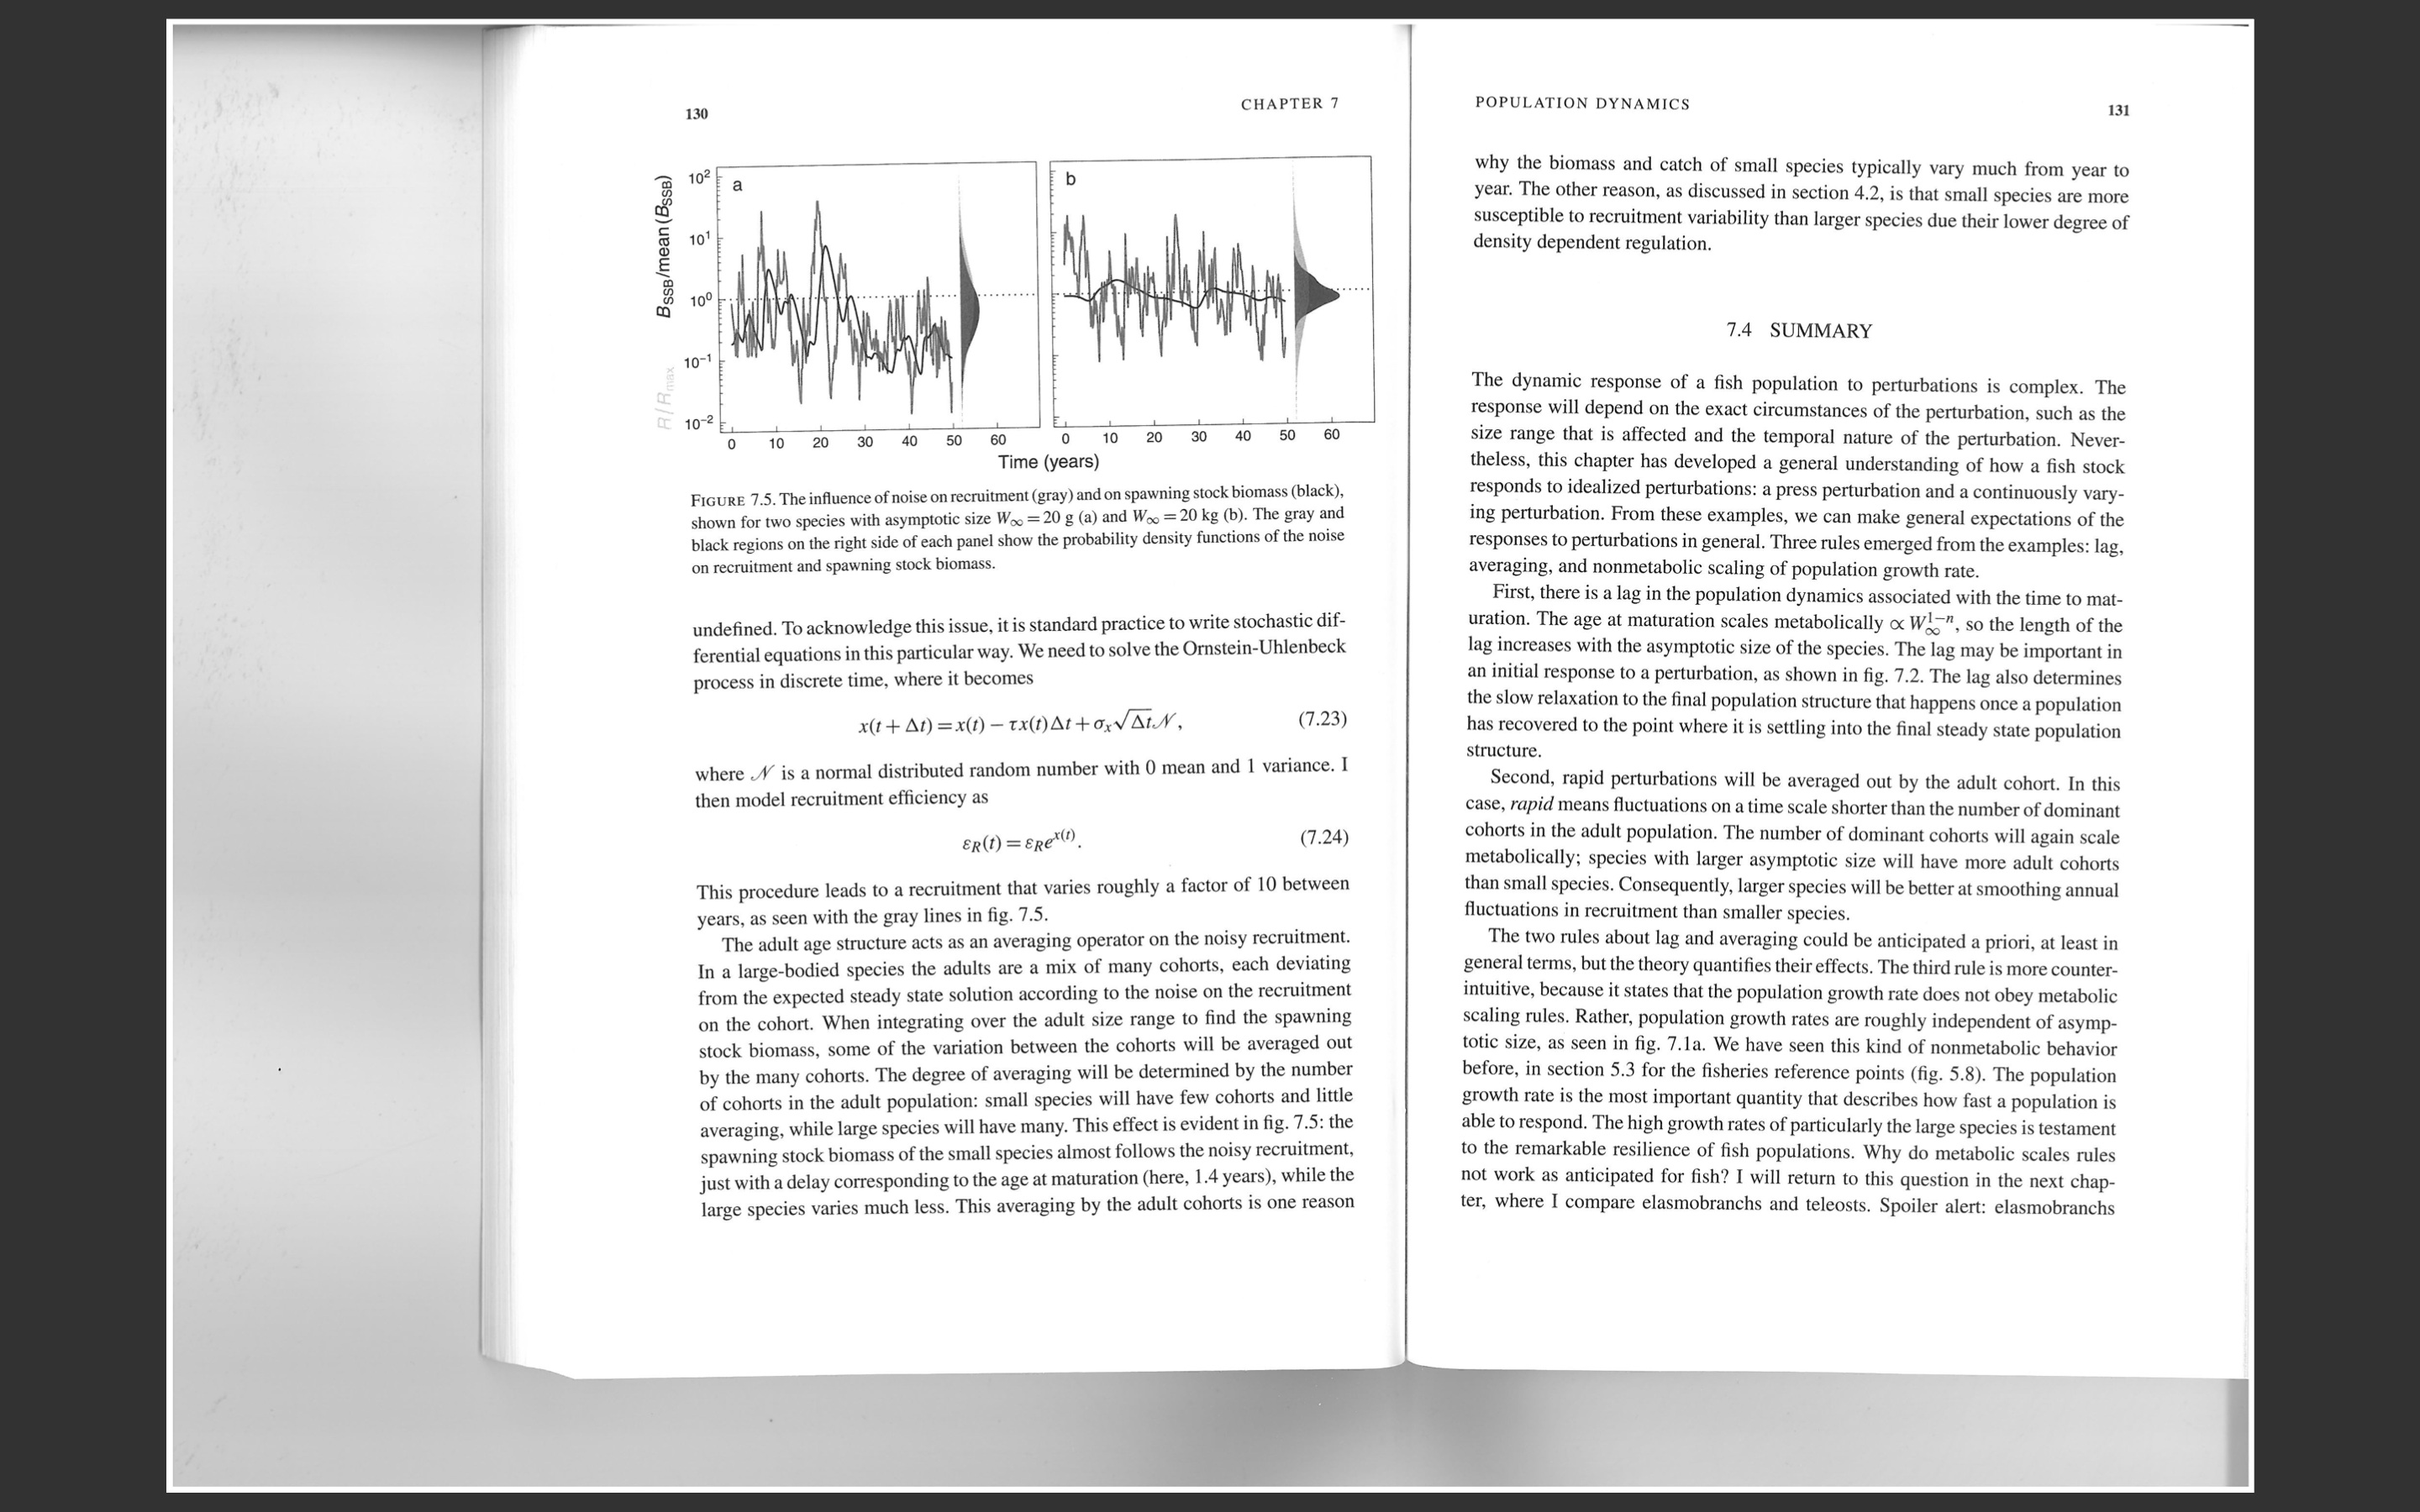 130
CHAPTER 7
B_SSB/mean(B_SSB)
R/R_max
10²
10¹
10⁰
10⁻¹
10⁻²
a
0 10 20 30 40 50 60
b
0 10 20 30 40 50 60
Time (years)
FIGURE 7.5. The influence of noise on recruitment (gray) and on spawning stock biomass (black),
shown for two species with asymptotic size W∞ = 20 g (a) and W∞ = 20 kg (b). The gray and
black regions on the right side of each panel show the probability density functions of the noise
on recruitment and spawning stock biomass.
undefined. To acknowledge this issue, it is standard practice to write stochastic dif-
ferential equations in this particular way. We need to solve the Ornstein-Uhlenbeck
process in discrete time, where it becomes
x(t + Δt) = x(t) − τx(t)Δt + σₓ√Δt𝒩, (7.23)
where 𝒩 is a normal distributed random number with 0 mean and 1 variance. I
then model recruitment efficiency as
ε_R(t) = ε_R e^x(t). (7.24)
This procedure leads to a recruitment that varies roughly a factor of 10 between
years, as seen with the gray lines in fig. 7.5.
The adult age structure acts as an averaging operator on the noisy recruitment.
In a large-bodied species the adults are a mix of many cohorts, each deviating
from the expected steady state solution according to the noise on the recruitment
on the cohort. When integrating over the adult size range to find the spawning
stock biomass, some of the variation between the cohorts will be averaged out
by the many cohorts. The degree of averaging will be determined by the number
of cohorts in the adult population: small species will have few cohorts and little
averaging, while large species will have many. This effect is evident in fig. 7.5: the
spawning stock biomass of the small species almost follows the noisy recruitment,
just with a delay corresponding to the age at maturation (here, 1.4 years), while the
large species varies much less. This averaging by the adult cohorts is one reason
POPULATION DYNAMICS
131
why the biomass and catch of small species typically vary much from year to
year. The other reason, as discussed in section 4.2, is that small species are more
susceptible to recruitment variability than larger species due their lower degree of
density dependent regulation.
7.4 SUMMARY
The dynamic response of a fish population to perturbations is complex. The
response will depend on the exact circumstances of the perturbation, such as the
size range that is affected and the temporal nature of the perturbation. Never-
theless, this chapter has developed a general understanding of how a fish stock
responds to idealized perturbations: a press perturbation and a continuously vary-
ing perturbation. From these examples, we can make general expectations of the
responses to perturbations in general. Three rules emerged from the examples: lag,
averaging, and nonmetabolic scaling of population growth rate.
First, there is a lag in the population dynamics associated with the time to mat-
uration. The age at maturation scales metabolically ∝ W∞^1−n, so the length of the
lag increases with the asymptotic size of the species. The lag may be important in
an initial response to a perturbation, as shown in fig. 7.2. The lag also determines
the slow relaxation to the final population structure that happens once a population
has recovered to the point where it is settling into the final steady state population
structure.
Second, rapid perturbations will be averaged out by the adult cohort. In this
case, rapid means fluctuations on a time scale shorter than the number of dominant
cohorts in the adult population. The number of dominant cohorts will again scale
metabolically; species with larger asymptotic size will have more adult cohorts
than small species. Consequently, larger species will be better at smoothing annual
fluctuations in recruitment than smaller species.
The two rules about lag and averaging could be anticipated a priori, at least in
general terms, but the theory quantifies their effects. The third rule is more counter-
intuitive, because it states that the population growth rate does not obey metabolic
scaling rules. Rather, population growth rates are roughly independent of asymp-
totic size, as seen in fig. 7.1a. We have seen this kind of nonmetabolic behavior
before, in section 5.3 for the fisheries reference points (fig. 5.8). The population
growth rate is the most important quantity that describes how fast a population is
able to respond. The high growth rates of particularly the large species is testament
to the remarkable resilience of fish populations. Why do metabolic scales rules
not work as anticipated for fish? I will return to this question in the next chap-
ter, where I compare elasmobranchs and teleosts. Spoiler alert: elasmobranchs